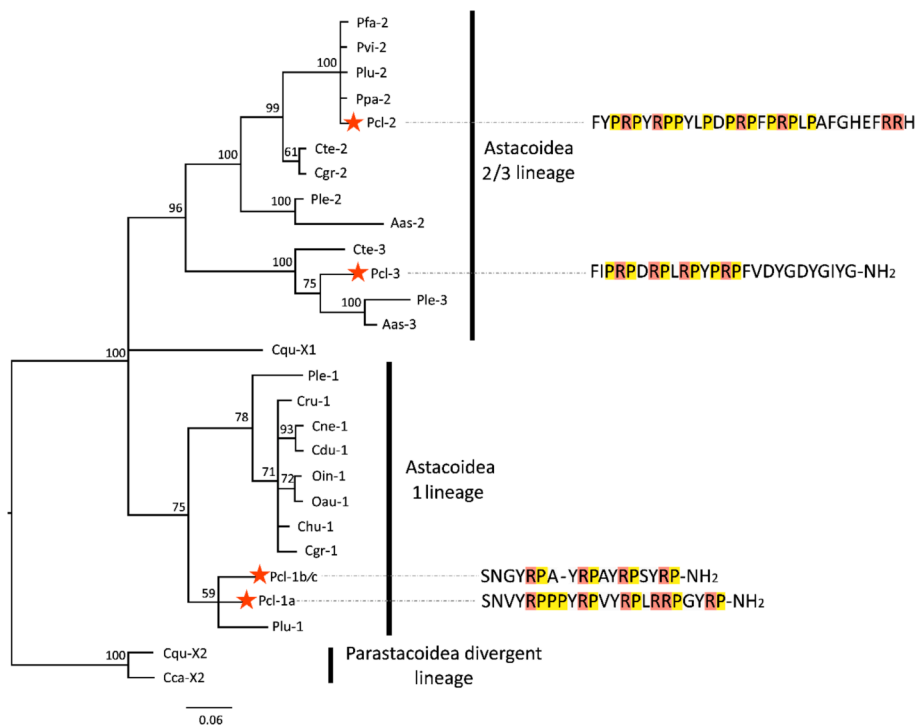 Pfa-2
Pvi-2
100
Plu-2
99
Ppa-2
Pcl-2
FYPRPYRPPYLPDPRPFPRPLPAFGHEFRRH
61
Cte-2
Astacoidea
2/3 lineage
100
Cgr-2
100
Ple-2
96
Aas-2
Cte-3
100
Pcl-3
FIPRPDRPLRPYPRPFVDYGDYGIYG-NH2
75
100
Ple-3
Aas-3
100
Cqu-X1
Ple-1
78
Cru-1
93
Cne-1
Cdu-1
Astacoidea
1 lineage
71
72
Oin-1
Oau-1
75
Chu-1
Cgr-1
Pcl-1b/c
SNGYRPA-YRPAYRPSYRP-NH2
59
Pcl-1a
SNVYRPPPYRPVYRPLRRPGYRP-NH2
Plu-1
100
Cqu-X2
Parastacoidea divergent
lineage
Cca-X2
0.06